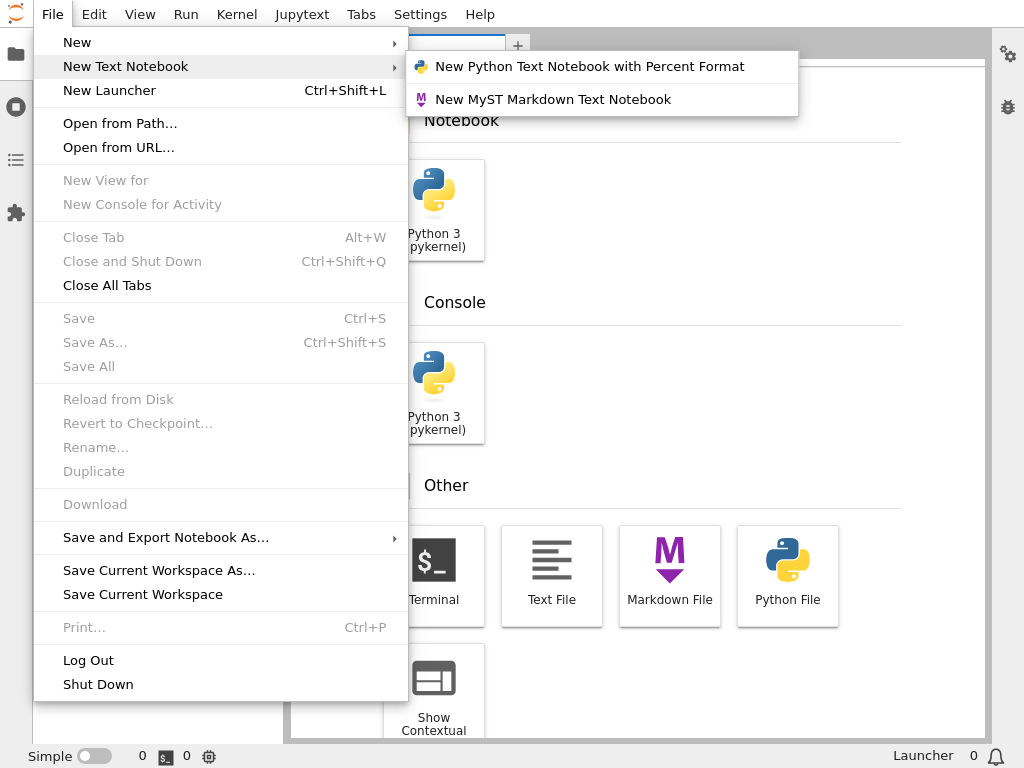 File Edit View Run Kernel Jupytext Tabs Settings Help
New
New Text Notebook
New Launcher Ctrl+Shift+L
Open from Path…
Open from URL…
New View for
New Console for Activity
Close Tab Alt+W
Close and Shut Down Ctrl+Shift+Q
Close All Tabs
Save Ctrl+S
Save As… Ctrl+Shift+S
Save All
Reload from Disk
Revert to Checkpoint…
Rename…
Duplicate
Download
Save and Export Notebook As…
Save Current Workspace As…
Save Current Workspace
Print… Ctrl+P
Log Out
Shut Down
New Python Text Notebook with Percent Format
New MyST Markdown Text Notebook
Notebook
Python 3
pykernel)
Console
Python 3
pykernel)
Other
$_
Terminal
Text File
Markdown File
Python File
Show
Contextual
Simple 0 $_ 0 Launcher 0